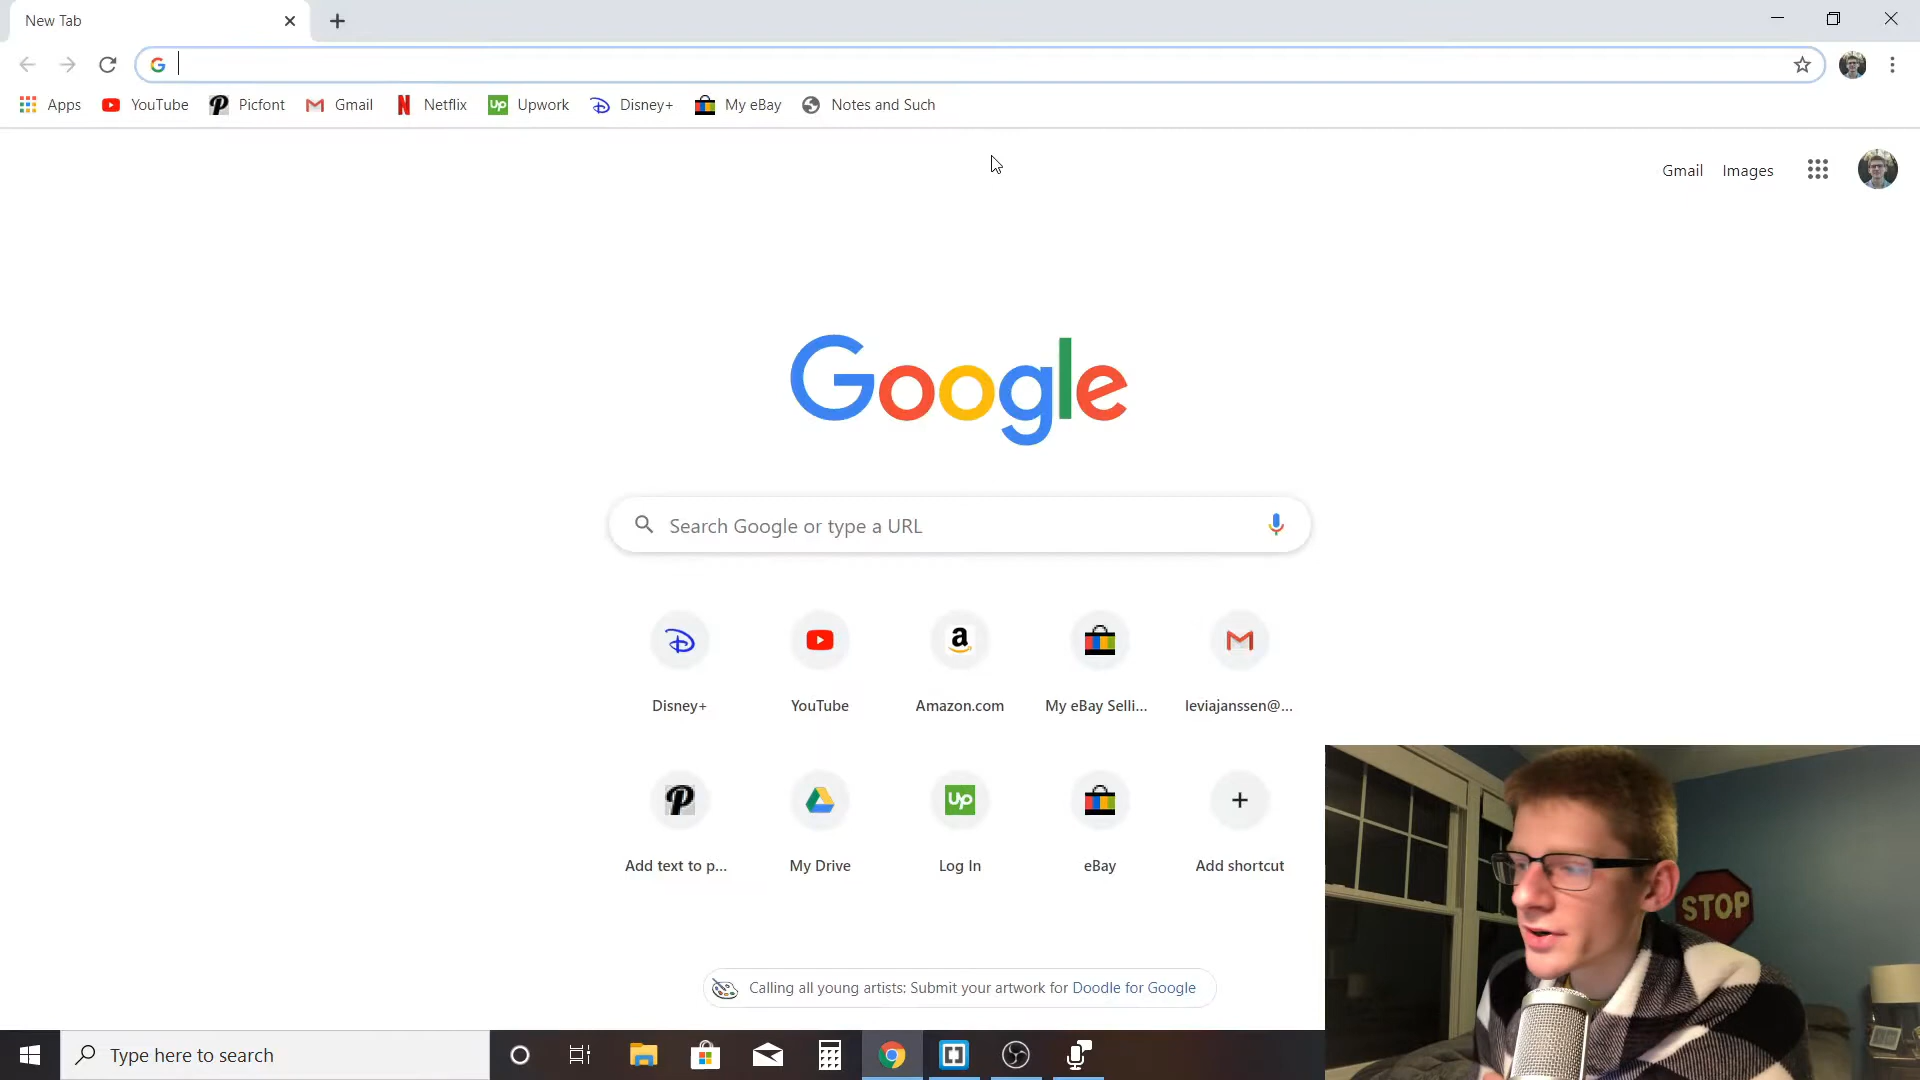 New Tab
Apps YouTube Picfont Gmail Netflix Upwork Disney+ My eBay Notes and Such
Gmail Images
Google
Search Google or type a URL
Disney+ YouTube Amazon.com My eBay Selli... leviajanssen@...
Add text to p... My Drive Log In eBay Add shortcut
Calling all young artists: Submit your artwork for Doodle for Google
STOP
Type here to search